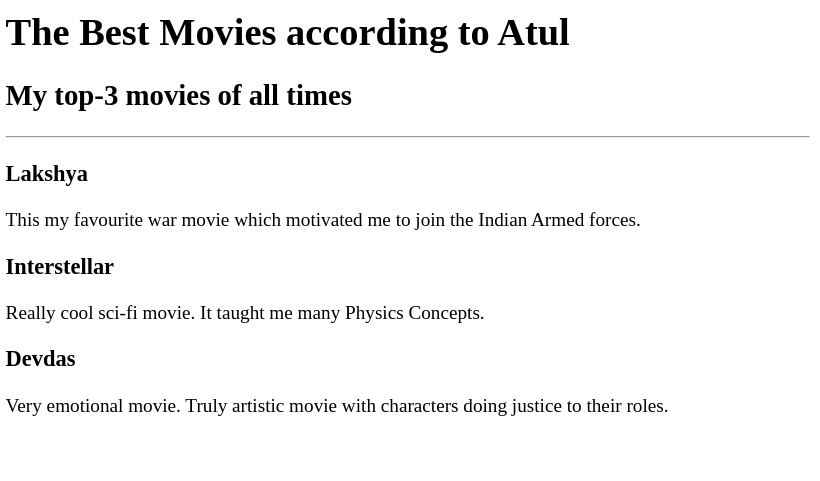 The Best Movies according to Atul
My top-3 movies of all times
Lakshya
This my favourite war movie which motivated me to join the Indian Armed forces.
Interstellar
Really cool sci-fi movie. It taught me many Physics Concepts.
Devdas
Very emotional movie. Truly artistic movie with characters doing justice to their roles.